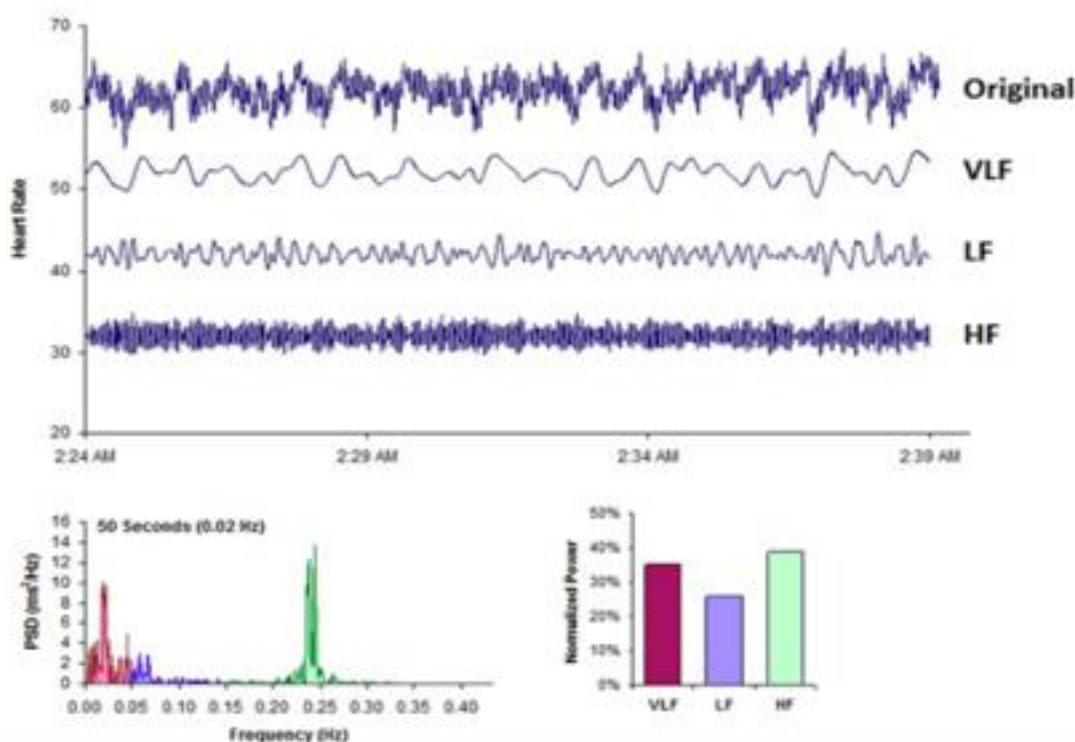 70
60
50
40
30
20
Heart Rate
Original
VLF
LF
HF
2:24 AM
2:29 AM
2:34 AM
2:39 AM
50 Seconds (0.02 Hz)
16
14
12
10
8
6
4
2
0
PSD (ms²/Hz)
0.00
0.05
0.10
0.15
0.20
0.25
0.30
0.35
0.40
Frequency (Hz)
50%
40%
30%
20%
10%
0%
Normalized Power
VLF
LF
HF